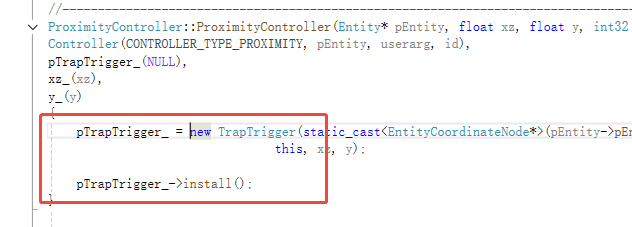 //--------------------------------------------------------------
ProximityController::ProximityController(Entity* pEntity, float xz, float y, int32
Controller(CONTROLLER_TYPE_PROXIMITY, pEntity, userarg, id),
pTrapTrigger_(NULL),
xz_(xz),
y_(y)
{
pTrapTrigger_ = new TrapTrigger(static_cast<EntityCoordinateNode*>(pEntity->pE
this, xz, y);
pTrapTrigger_->install();
}